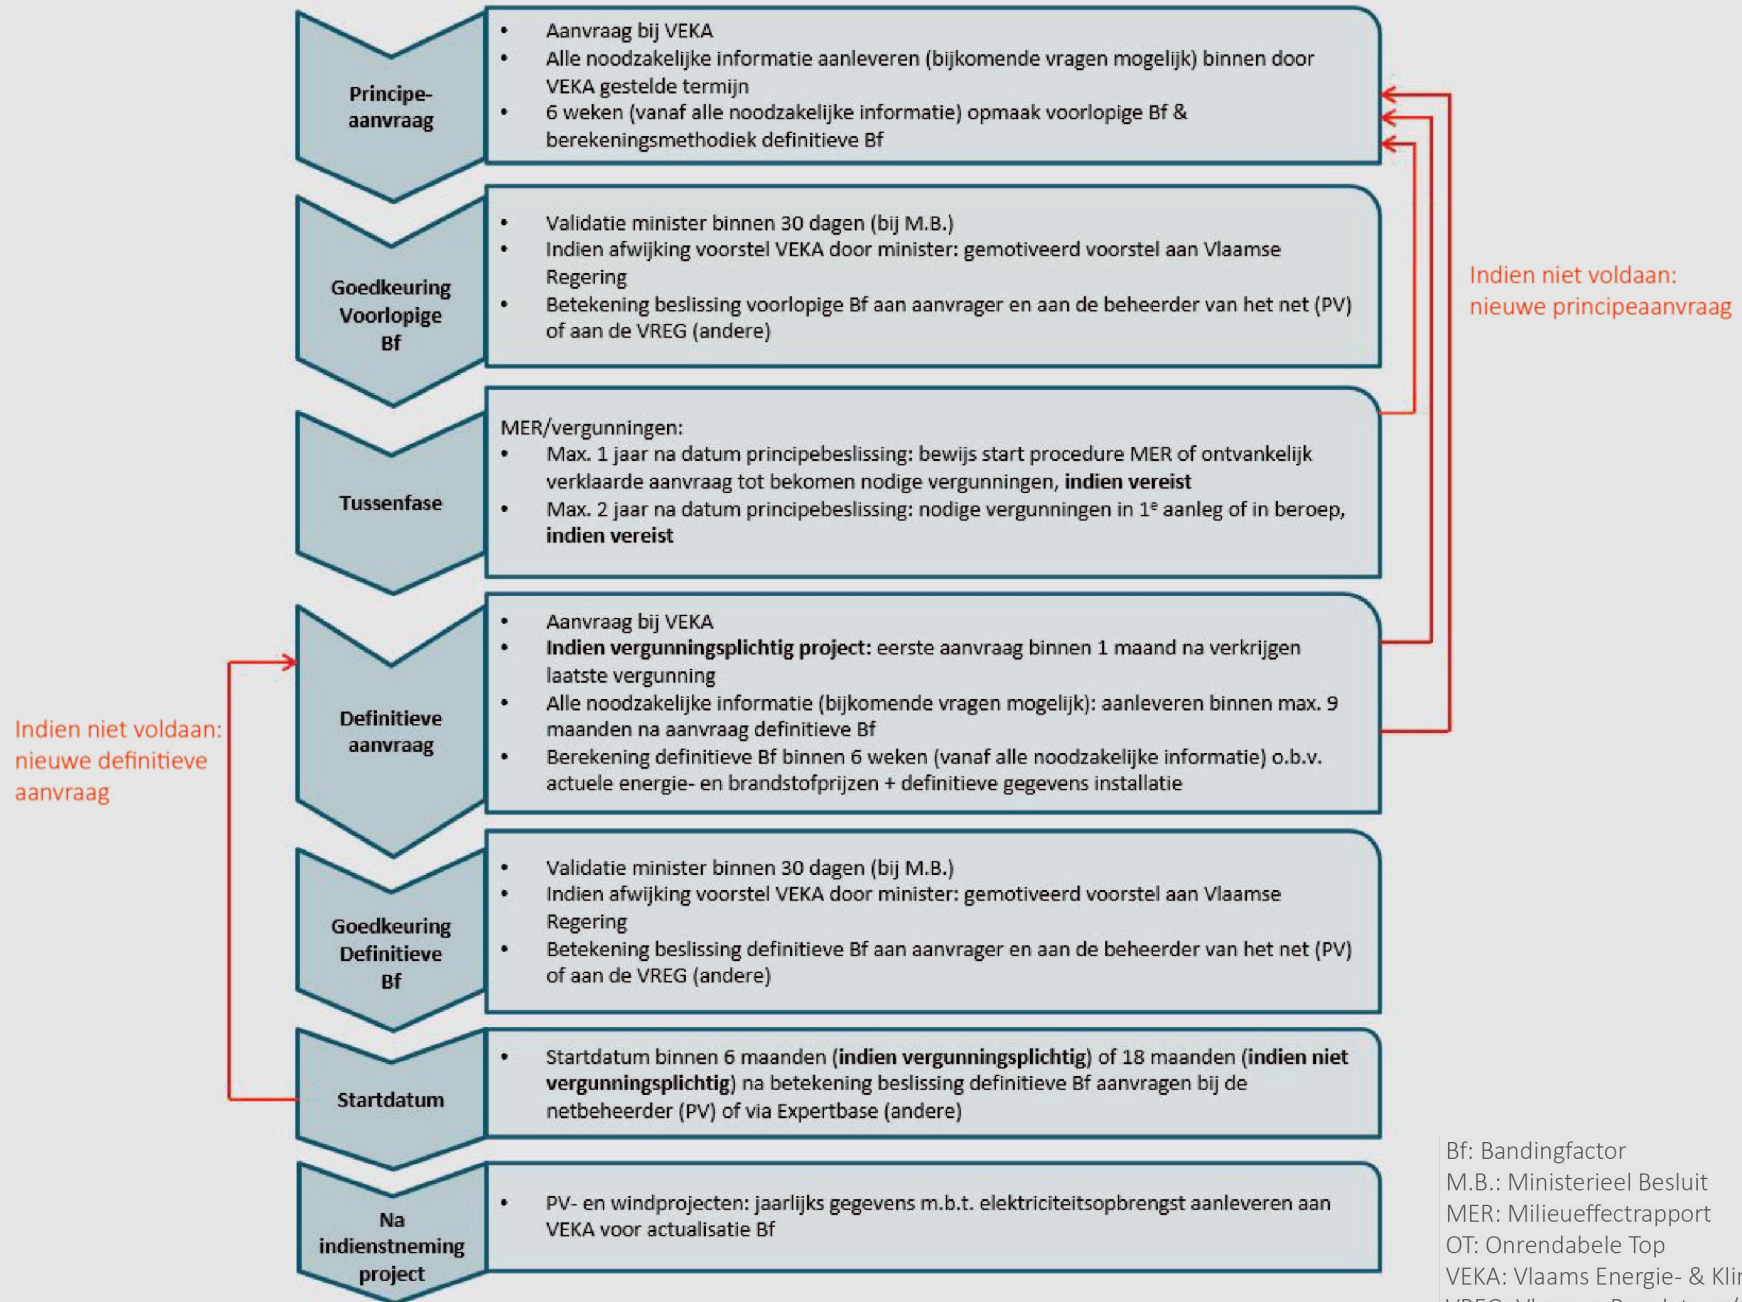 Principe-
aanvraag
• Aanvraag bij VEKA
• Alle noodzakelijke informatie aanleveren (bijkomende vragen mogelijk) binnen door
VEKA gestelde termijn
• 6 weken (vanaf alle noodzakelijke informatie) opmaak voorlopige Bf &
berekeningsmethodiek definitieve Bf
Goedkeuring
Voorlopige
Bf
• Validatie minister binnen 30 dagen (bij M.B.)
• Indien afwijking voorstel VEKA door minister: gemotiveerd voorstel aan Vlaamse
Regering
• Betekening beslissing voorlopige Bf aan aanvrager en aan de beheerder van het net (PV)
of aan de VREG (andere)
Indien niet voldaan:
nieuwe principeaanvraag
Tussenfase
MER/vergunningen:
• Max. 1 jaar na datum principebeslissing: bewijs start procedure MER of ontvankelijk
verklaarde aanvraag tot bekomen nodige vergunningen, indien vereist
• Max. 2 jaar na datum principebeslissing: nodige vergunningen in 1e aanleg of in beroep,
indien vereist
Indien niet voldaan:
nieuwe definitieve
aanvraag
Definitieve
aanvraag
• Aanvraag bij VEKA
• Indien vergunningsplichtig project: eerste aanvraag binnen 1 maand na verkrijgen
laatste vergunning
• Alle noodzakelijke informatie (bijkomende vragen mogelijk): aanleveren binnen max. 9
maanden na aanvraag definitieve Bf
• Berekening definitieve Bf binnen 6 weken (vanaf alle noodzakelijke informatie) o.b.v.
actuele energie- en brandstofprijzen + definitieve gegevens installatie
Goedkeuring
Definitieve
Bf
• Validatie minister binnen 30 dagen (bij M.B.)
• Indien afwijking voorstel VEKA door minister: gemotiveerd voorstel aan Vlaamse
Regering
• Betekening beslissing definitieve Bf aan aanvrager en aan de beheerder van het net (PV)
of aan de VREG (andere)
Startdatum
• Startdatum binnen 6 maanden (indien vergunningsplichtig) of 18 maanden (indien niet
vergunningsplichtig) na betekening beslissing definitieve Bf aanvragen bij de
netbeheerder (PV) of via Expertbase (andere)
Na
indienstneming
project
• PV- en windprojecten: jaarlijks gegevens m.b.t. elektriciteitsopbrengst aanleveren aan
VEKA voor actualisatie Bf
Bf: Bandingfactor
M.B.: Ministerieel Besluit
MER: Milieueffectrapport
OT: Onrendabele Top
VEKA: Vlaams Energie- &